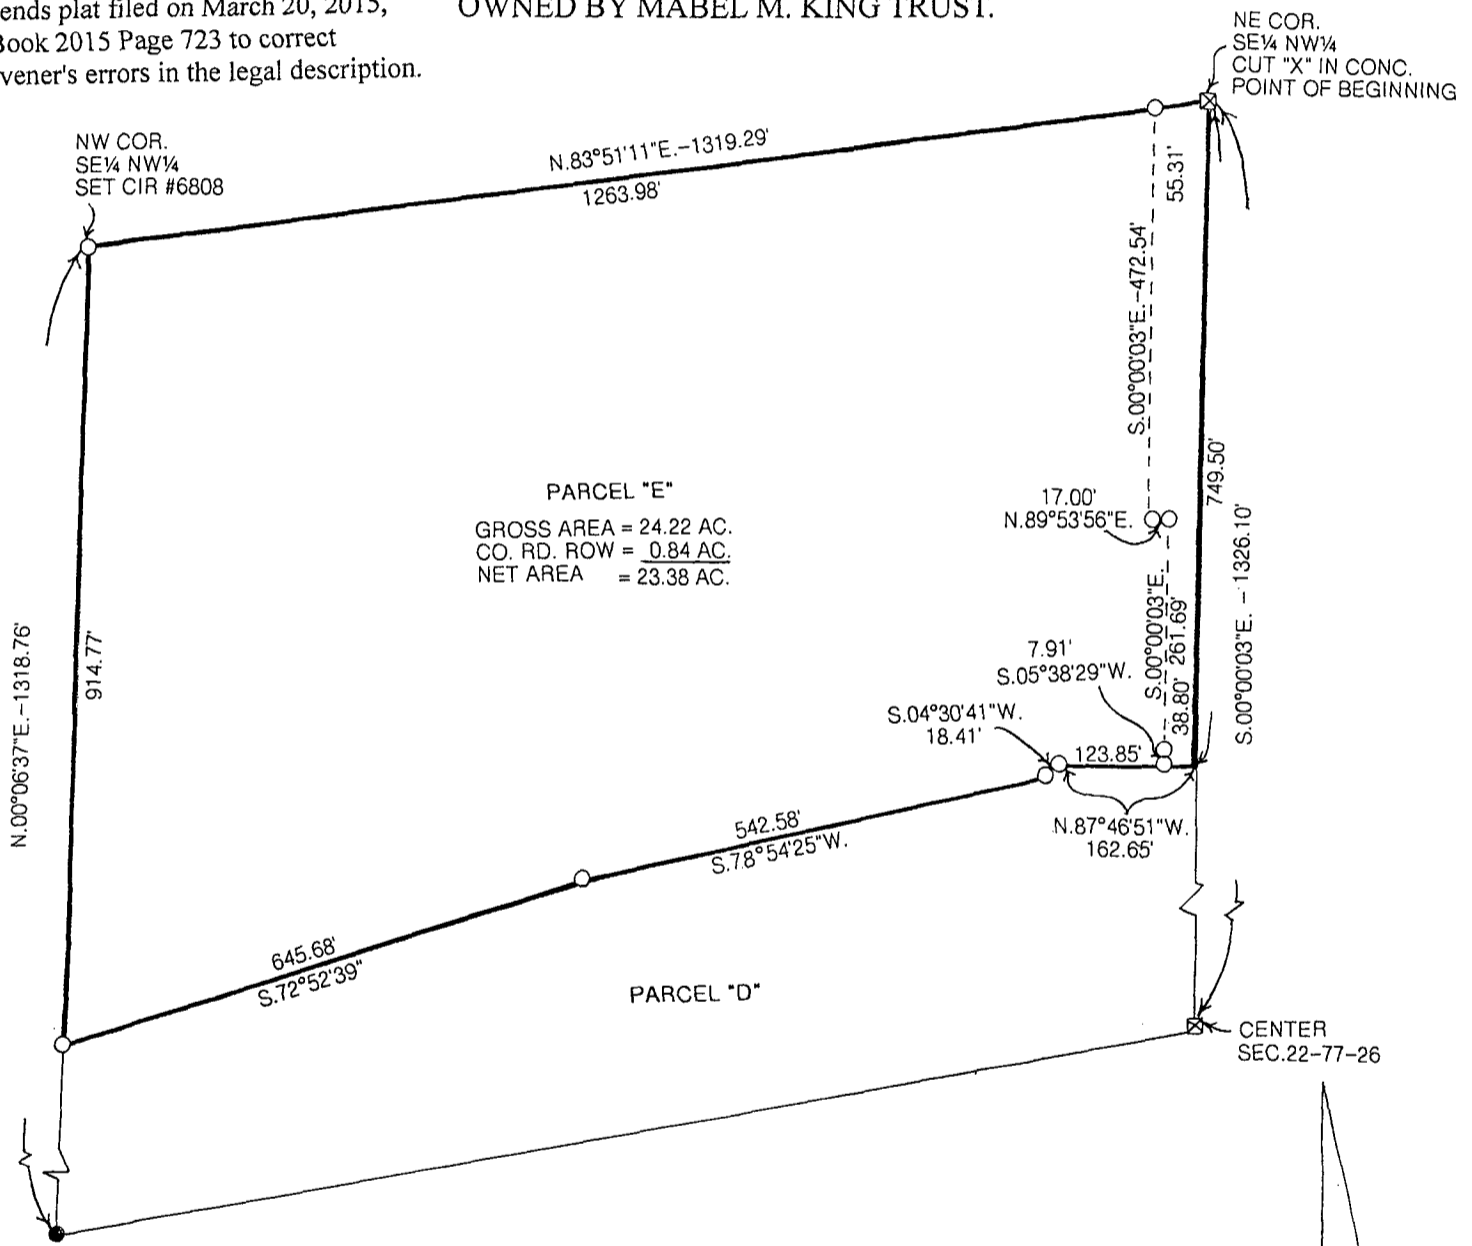 ends plat filed on March 20, 2015,
Book 2015 Page 723 to correct
vener's errors in the legal description.
OWNED BY MABEL M. KING TRUST.
NE COR.
SE¼ NW¼
CUT "X" IN CONC.
POINT OF BEGINNING
NW COR.
SE¼ NW¼
SET CIR #6808
N.83°51'11"E.-1319.29'
1263.98'
55.31'
S.00°00'03"E.-472.54'
749.50'
S.00°00'03"E. - 1326.10'
PARCEL "E"
GROSS AREA = 24.22 AC.
CO. RD. ROW = 0.84 AC.
NET AREA = 23.38 AC.
17.00'
N.89°53'56"E.
S.00°00'03"E.
261.69'
38.80'
7.91'
S.05°38'29"W.
S.04°30'41"W.
18.41'
123.85'
N.87°46'51"W.
162.65'
N.00°06'37"E.-1318.76'
914.77'
542.58'
S.78°54'25"W.
645.68'
S.72°52'39"
PARCEL "D"
CENTER
SEC.22-77-26